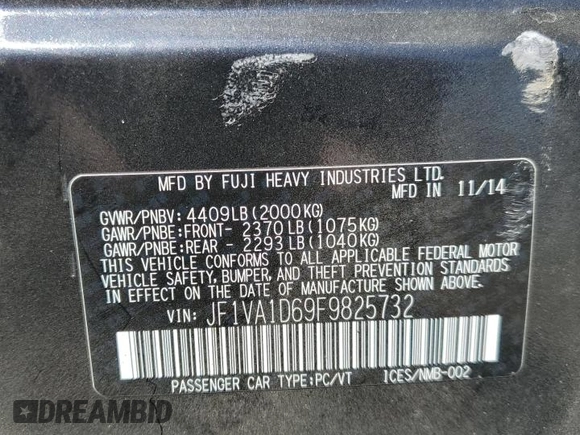 MFD BY FUJI HEAVY INDUSTRIES LTD.
MFD IN 11/14
GVWR/PNBV: 4409LB(2000KG)
GAWR/PNBE:FRONT- 2370LB(1075KG)
GAWR/PNBE:REAR - 2293LB(1040KG)
THIS VEHICLE CONFORMS TO ALL APPLICABLE FEDERAL MOTOR
VEHICLE SAFETY, BUMPER, AND THEFT PREVENTION STANDARDS
IN EFFECT ON THE DATE OF MANUFACTURE SHOWN ABOVE.
VIN: JF1VA1D69F9825732
PASSENGER CAR TYPE:PC/VT ICES/NMB-002
DREAMBID